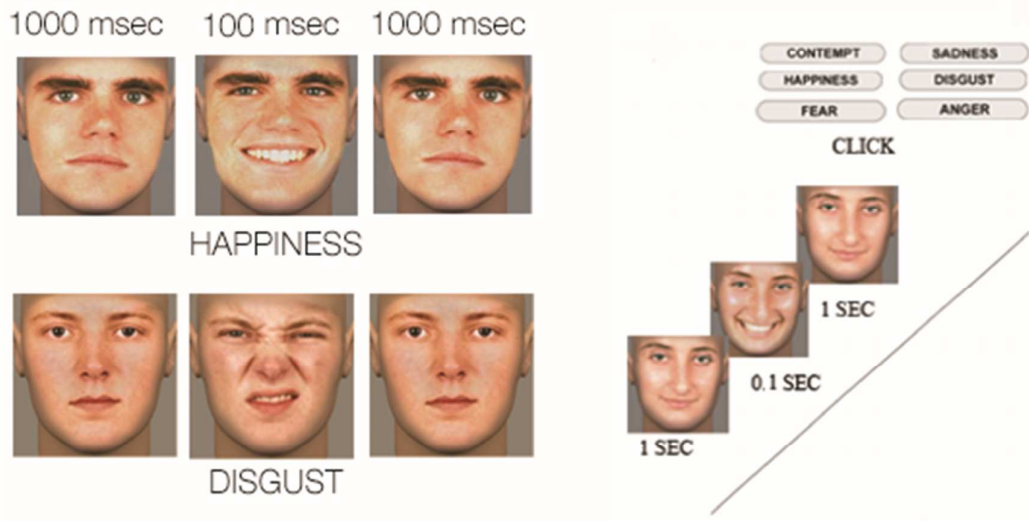 1000 msec 100 msec 1000 msec
HAPPINESS
DISGUST
CONTEMPT SADNESS
HAPPINESS DISGUST
FEAR ANGER
CLICK
1 SEC
0.1 SEC
1 SEC